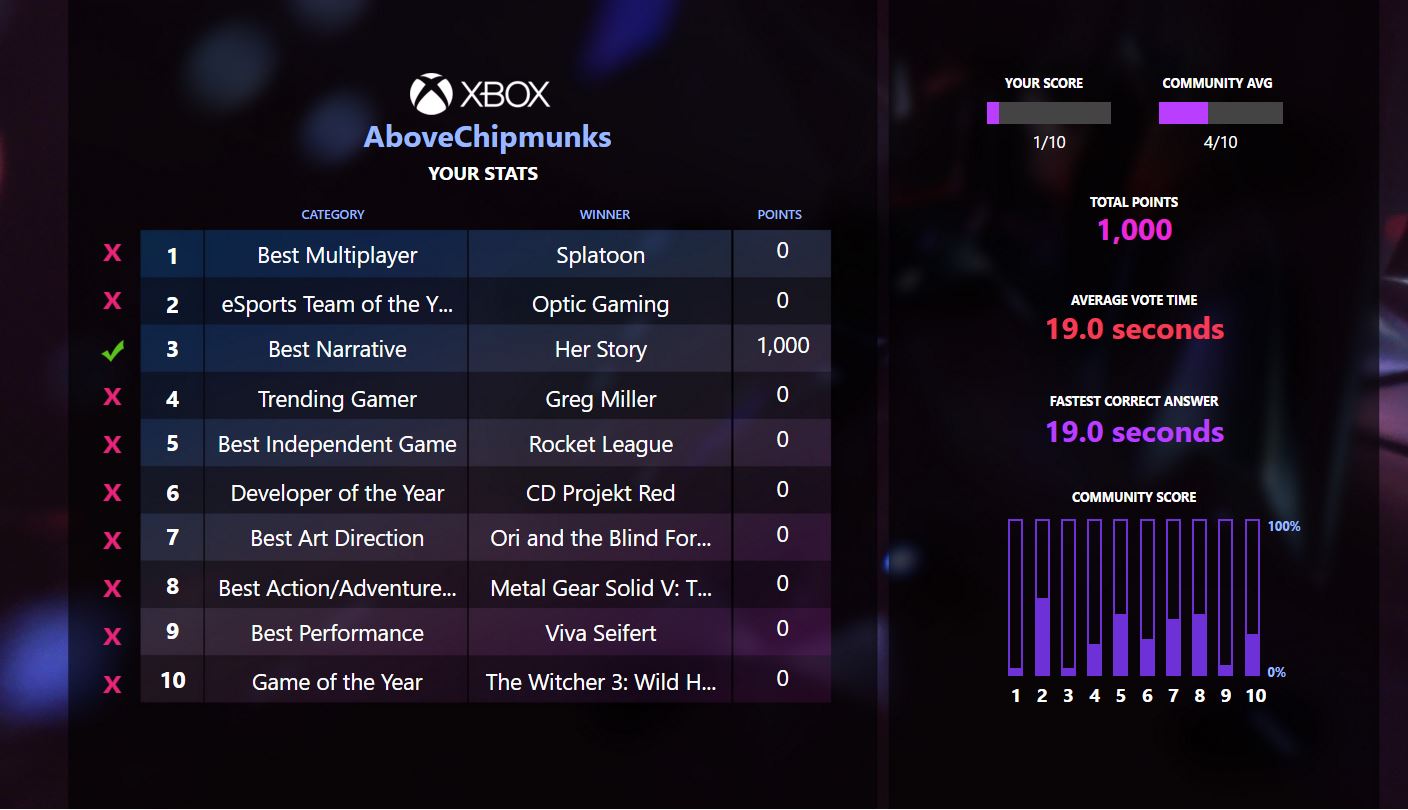 XBOX
AboveChipmunks
YOUR STATS
CATEGORY WINNER POINTS
X 1 Best Multiplayer Splatoon 0
X 2 eSports Team of the Y... Optic Gaming 0
3 Best Narrative Her Story 1,000
X 4 Trending Gamer Greg Miller 0
X 5 Best Independent Game Rocket League 0
X 6 Developer of the Year CD Projekt Red 0
X 7 Best Art Direction Ori and the Blind For... 0
X 8 Best Action/Adventure... Metal Gear Solid V: T... 0
X 9 Best Performance Viva Seifert 0
X 10 Game of the Year The Witcher 3: Wild H... 0
YOUR SCORE COMMUNITY AVG
1/10 4/10
TOTAL POINTS
1,000
AVERAGE VOTE TIME
19.0 seconds
FASTEST CORRECT ANSWER
19.0 seconds
COMMUNITY SCORE
100%
0%
1 2 3 4 5 6 7 8 9 10